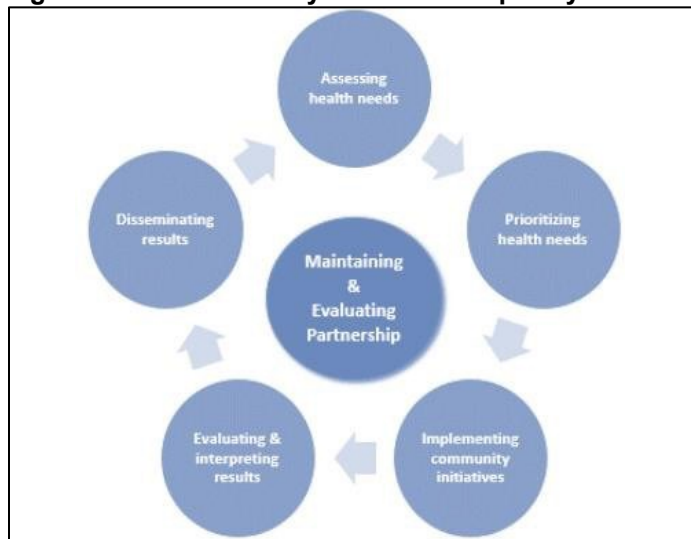 Assessing
health needs
Prioritizing
health needs
Implementing
community
initiatives
Evaluating &
interpreting
results
Disseminating
results
Maintaining
&
Evaluating
Partnership